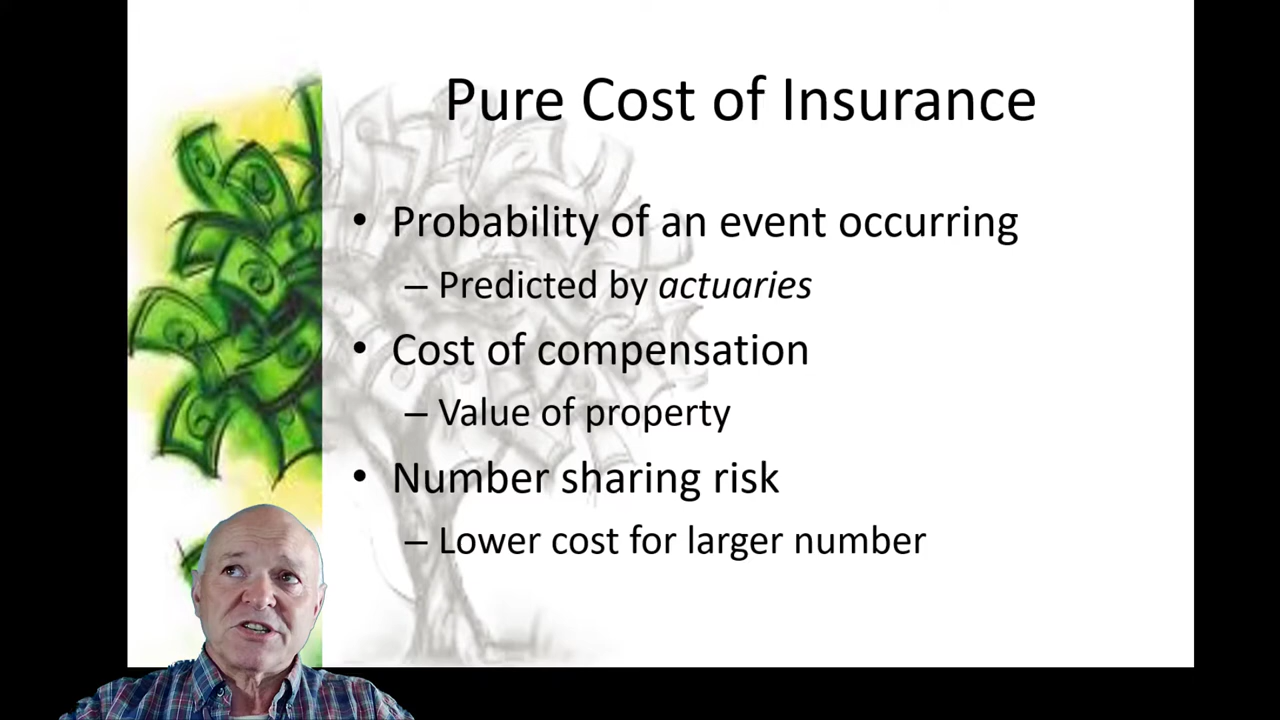 Pure Cost of Insurance
• Probability of an event occurring
– Predicted by actuaries
• Cost of compensation
– Value of property
• Number sharing risk
– Lower cost for larger number